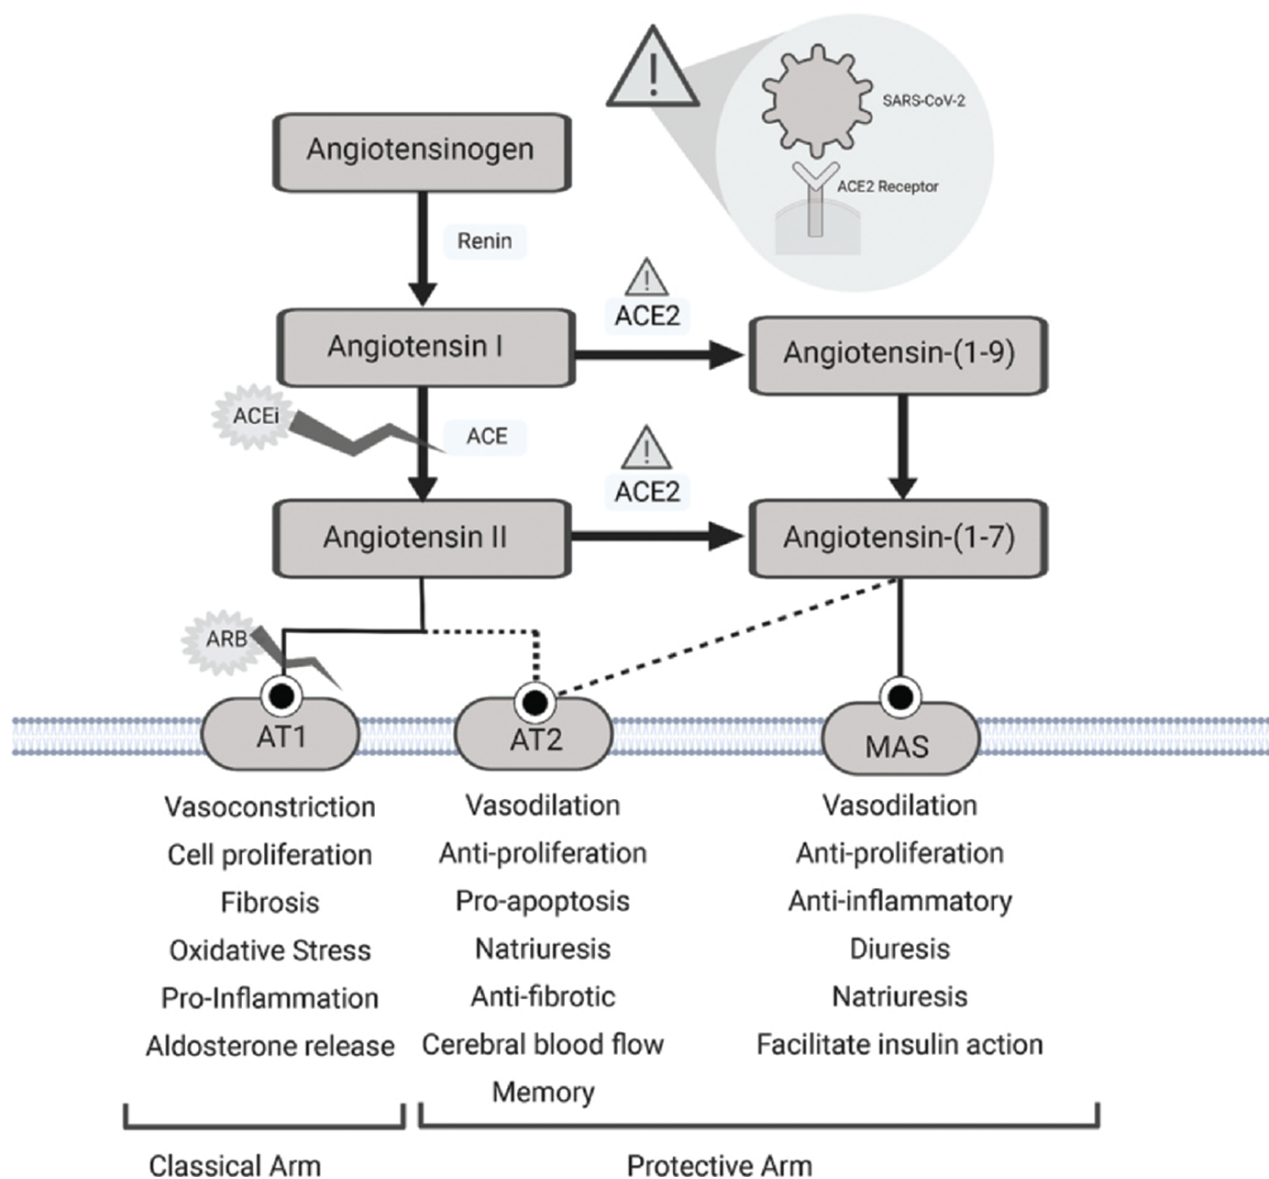 !
SARS-CoV-2
ACE2 Receptor
Angiotensinogen
Renin
!
ACE2
Angiotensin I
Angiotensin-(1-9)
ACEi
ACE
!
ACE2
Angiotensin II
Angiotensin-(1-7)
ARB
AT1
AT2
MAS
Vasoconstriction
Cell proliferation
Fibrosis
Oxidative Stress
Pro-Inflammation
Aldosterone release
Vasodilation
Anti-proliferation
Pro-apoptosis
Natriuresis
Anti-fibrotic
Cerebral blood flow
Memory
Vasodilation
Anti-proliferation
Anti-inflammatory
Diuresis
Natriuresis
Facilitate insulin action
Classical Arm
Protective Arm